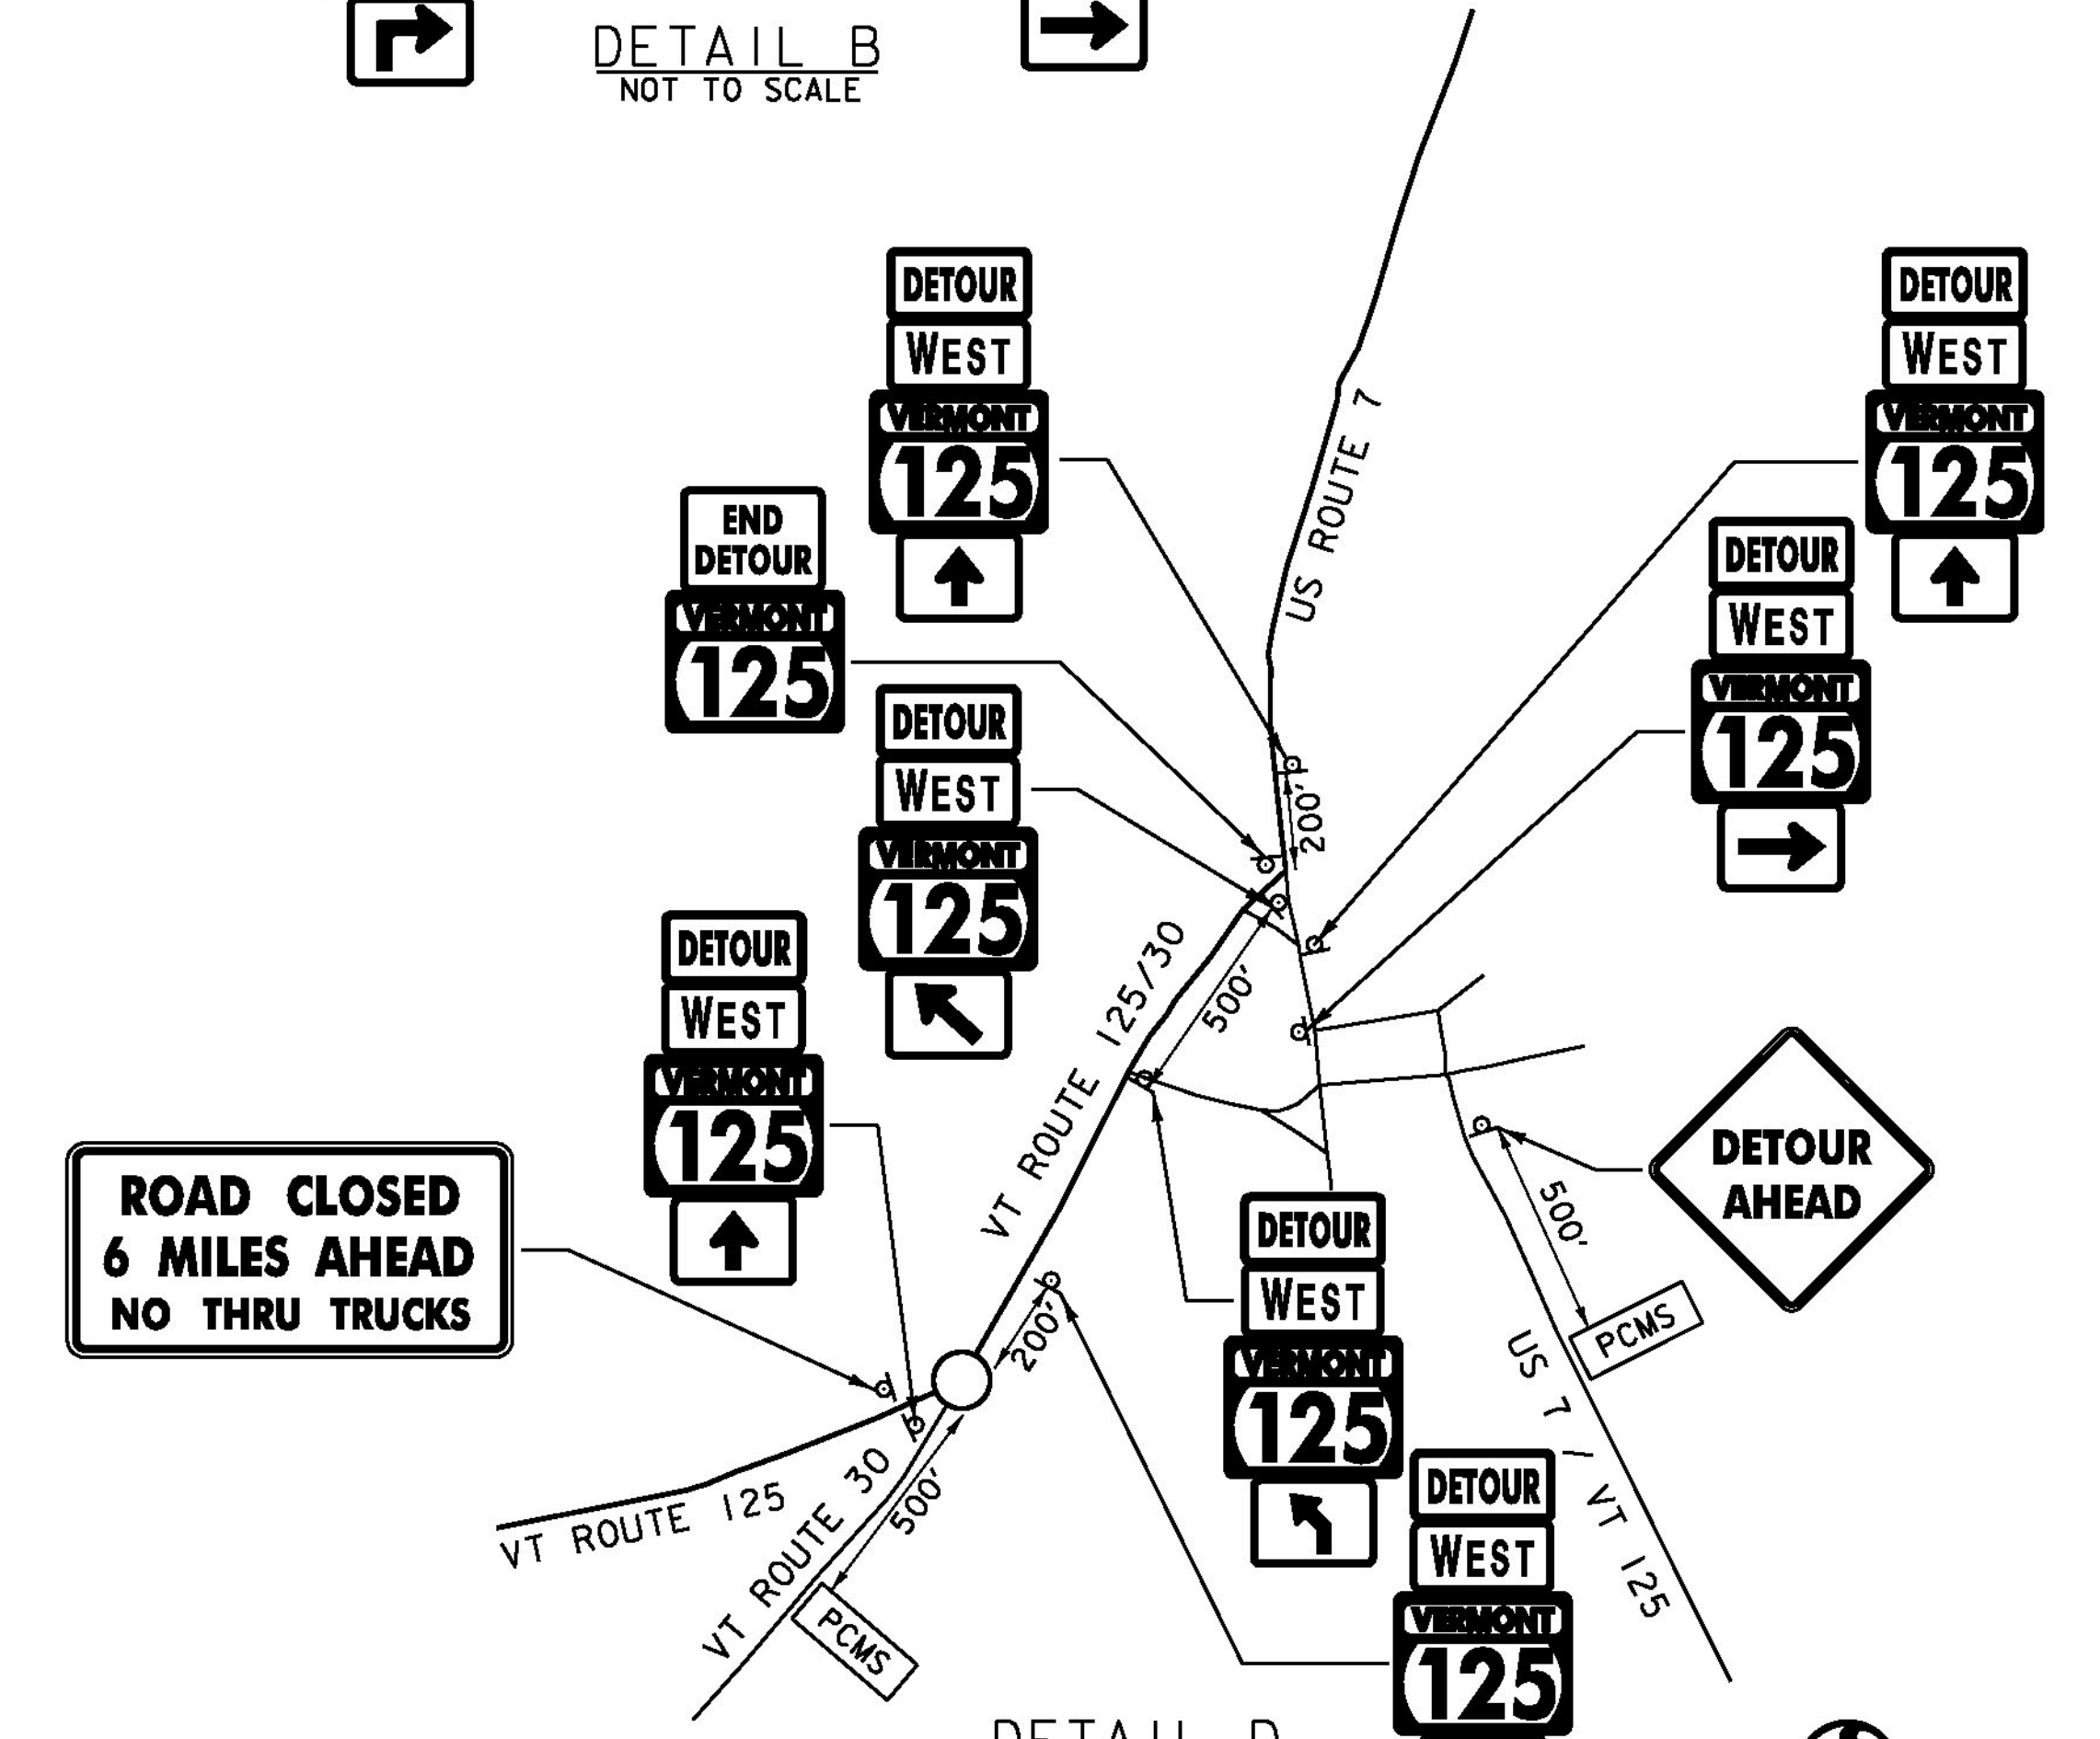 DETAIL B
NOT TO SCALE
DETOUR
WEST
VERMONT
125
DETOUR
WEST
VERMONT
125
END
DETOUR
VERMONT
125
DETOUR
WEST
VERMONT
125
DETOUR
WEST
VERMONT
125
DETOUR
WEST
VERMONT
125
ROAD CLOSED
6 MILES AHEAD
NO THRU TRUCKS
DETOUR
AHEAD
DETOUR
WEST
VERMONT
125
DETOUR
WEST
VERMONT
125
US ROUTE 7
200'
VT ROUTE 125/30
500'
200'
500'
PCMS
US 7 / VT 125
VT ROUTE 125
VT ROUTE 30
500'
PCMS
DETAIL D